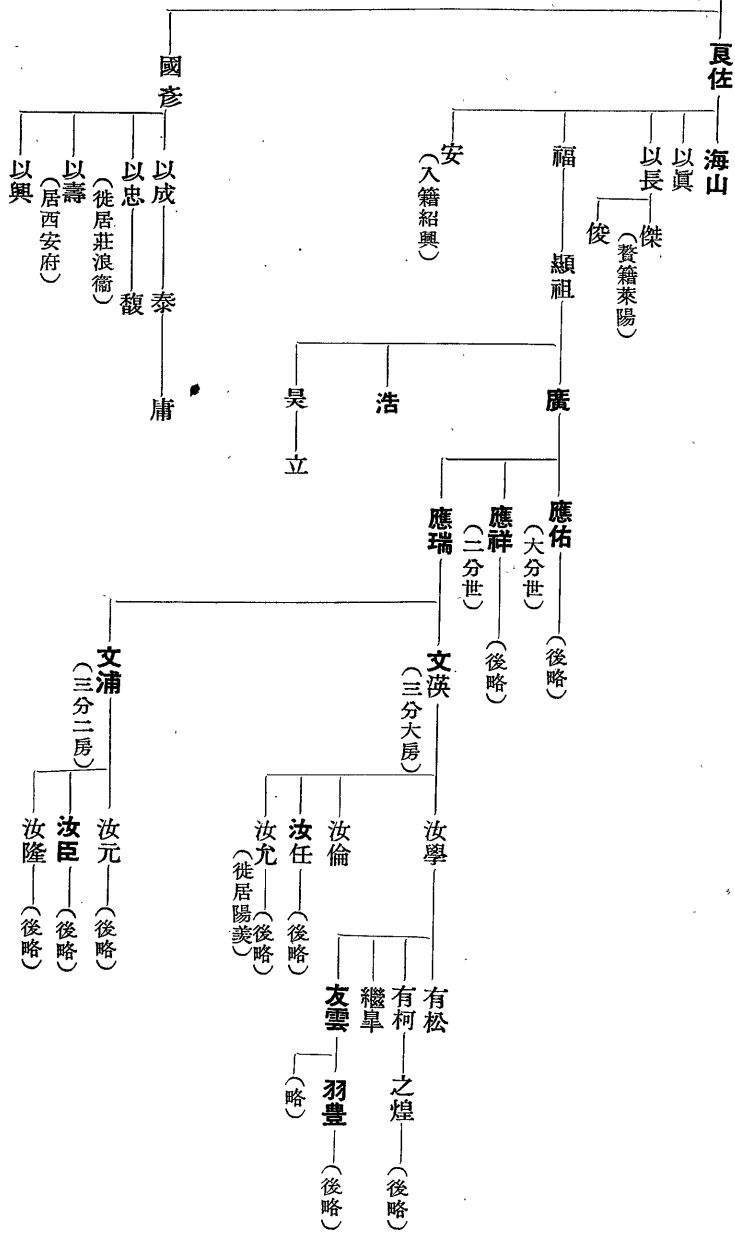 良佐
國彥
海山
以眞
以長
福
安
（入籍紹興）
以成
以忠
（徙居莊浪衞）
以壽
（居西安府）
以興
傑
（贅籍萊陽）
俊
顯祖
泰
馥
廣
浩
昊
庸
立
應佑
（大分世）
應祥
（二分世）
應瑞
（後略）
（後略）
文渶
（三分大房）
文浦
（三分二房）
汝學
汝倫
汝任
汝允
（徙居陽羨）
汝元
汝臣
汝隆
（後略）
（後略）
（後略）
（後略）
（後略）
有松
有柯
繼臯
友雲
之煌
羽豐
（略）
（後略）
（後略）